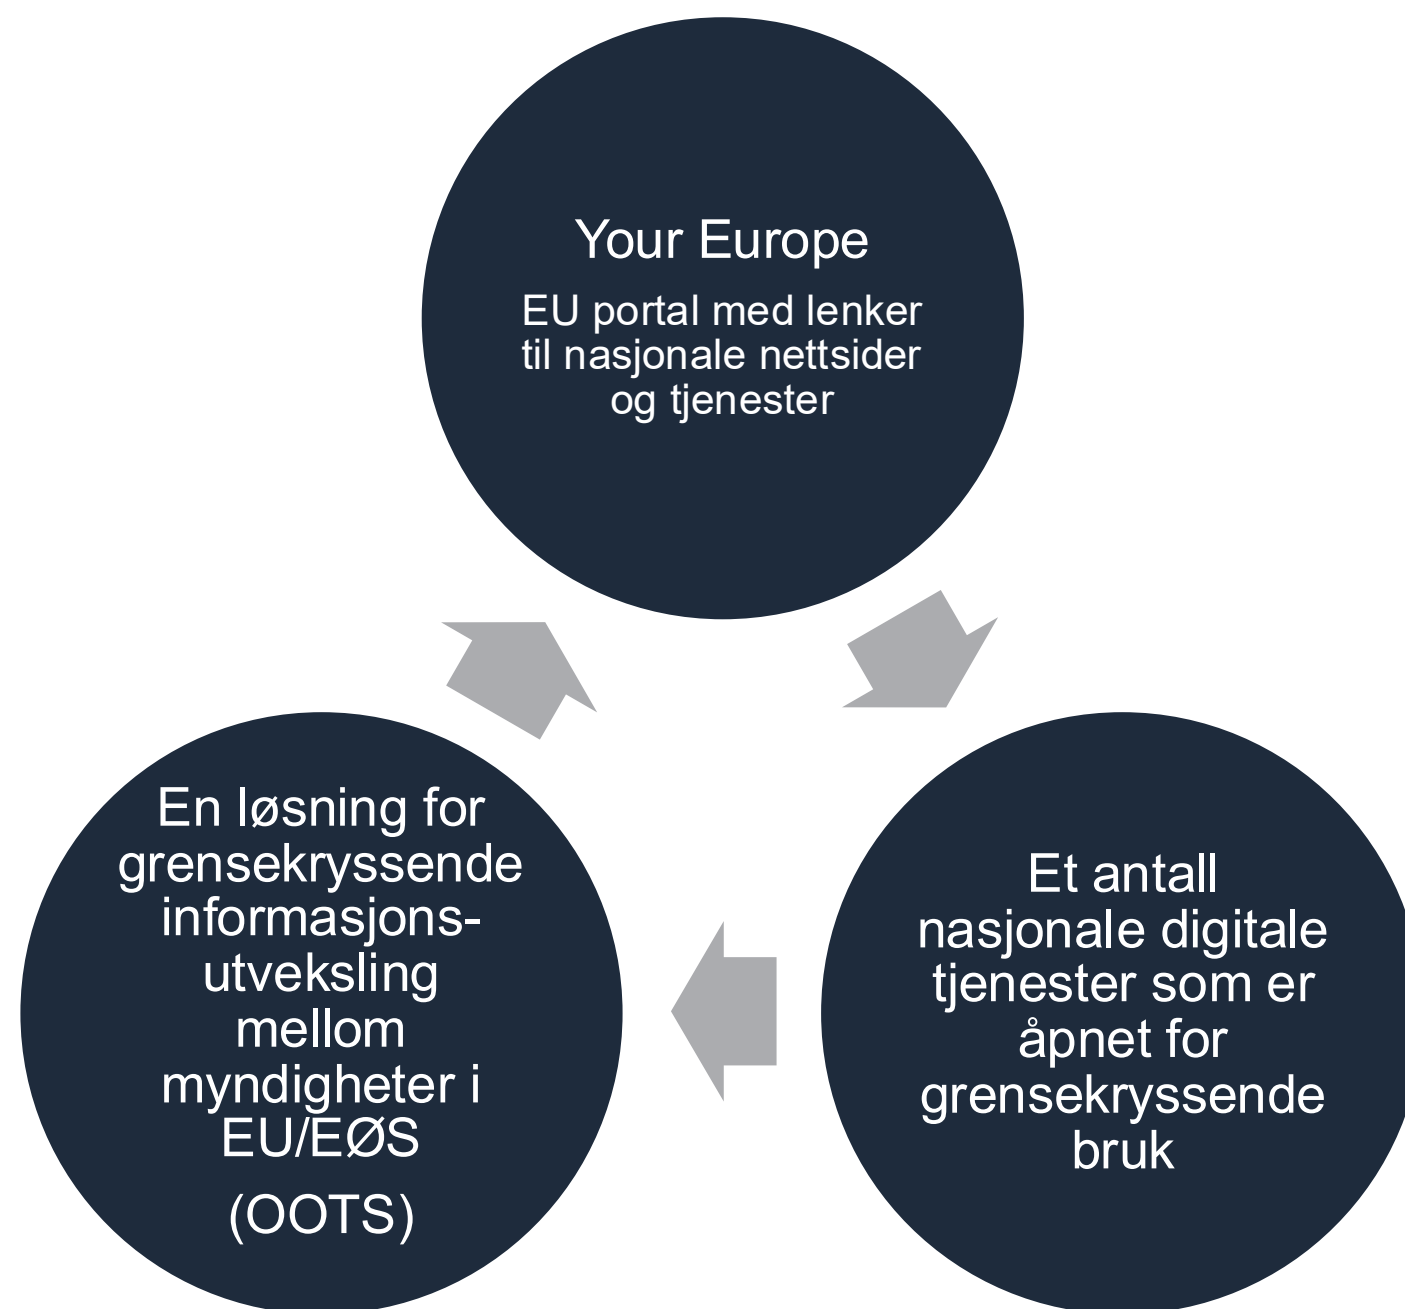 Your Europe
EU portal med lenker
til nasjonale nettsider
og tjenester
En løsning for
grensekryssende
informasjons-
utveksling
mellom
myndigheter i
EU/EØS
(OOTS)
Et antall
nasjonale digitale
tjenester som er
åpnet for
grensekryssende
bruk